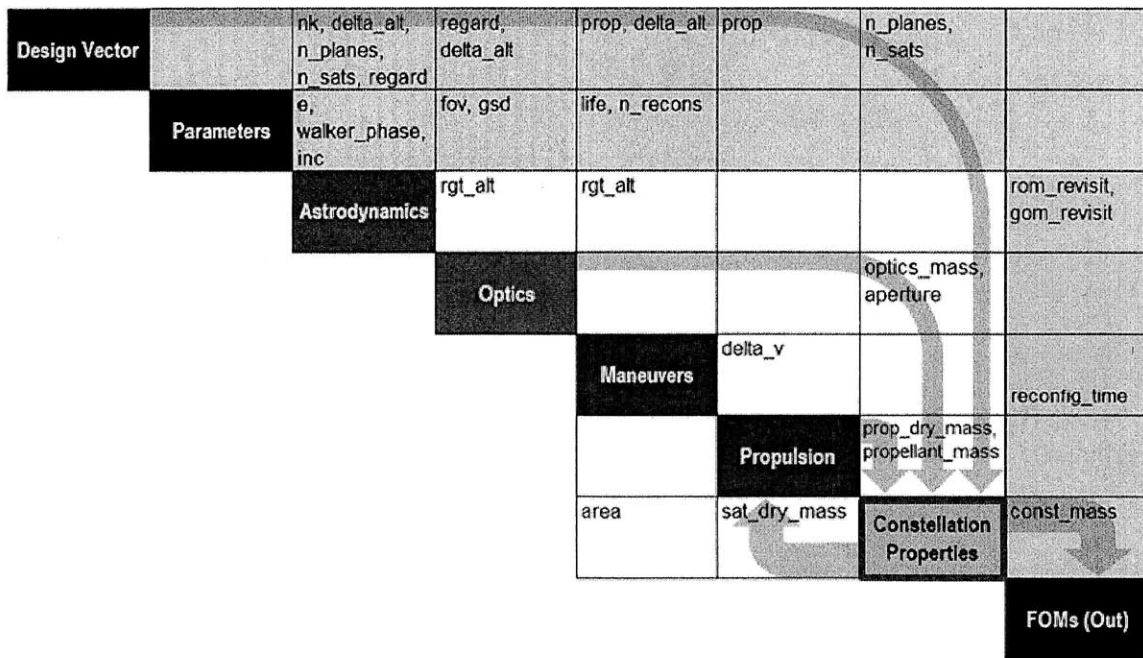 Design Vector
nk, delta_alt,
n_planes,
n_sats, regard
regard,
delta_alt
prop, delta_alt
prop
n_planes,
n_sats
Parameters
e,
walker_phase,
inc
fov, gsd
life, n_recons
Astrodynamics
rgt_alt
rgt_alt
rom_revisit,
gom_revisit
Optics
optics_mass,
aperture
Maneuvers
delta_v
reconfig_time
Propulsion
prop_dry_mass,
propellant_mass
area
sat_dry_mass
Constellation
Properties
const_mass
FOMs (Out)